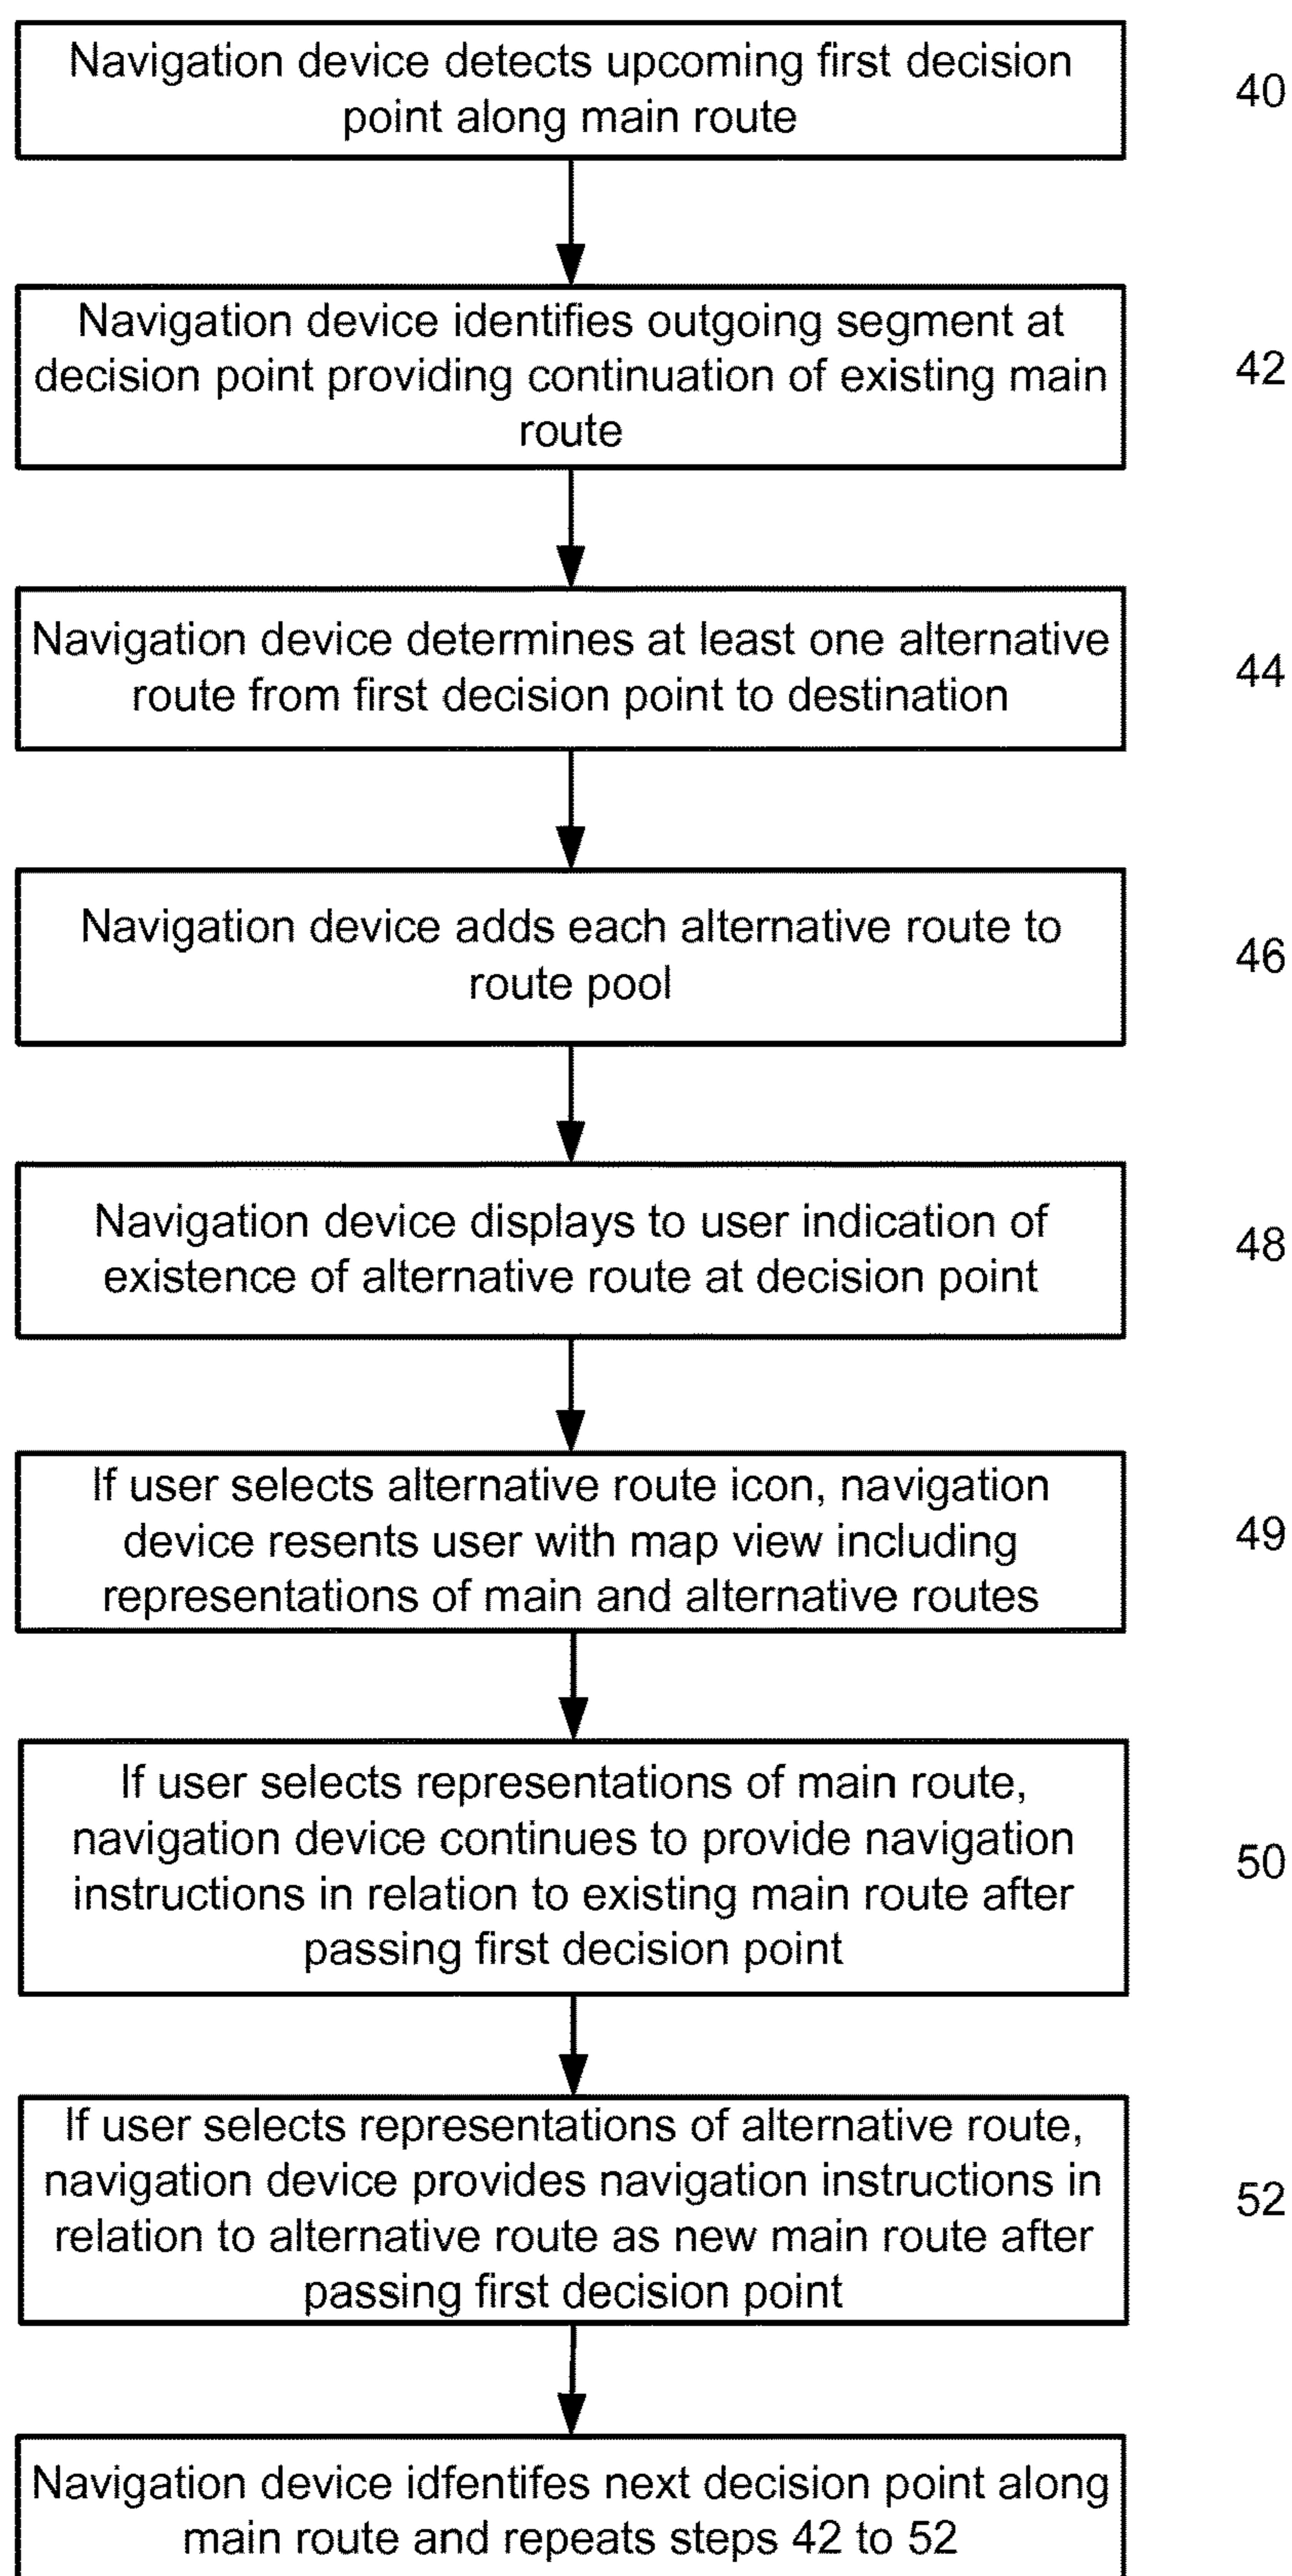 Navigation device detects upcoming first decision
point along main route
40
Navigation device identifies outgoing segment at
decision point providing continuation of existing main
route
42
Navigation device determines at least one alternative
route from first decision point to destination
44
Navigation device adds each alternative route to
route pool
46
Navigation device displays to user indication of
existence of alternative route at decision point
48
If user selects alternative route icon, navigation
device resents user with map view including
representations of main and alternative routes
49
If user selects representations of main route,
navigation device continues to provide navigation
instructions in relation to existing main route after
passing first decision point
50
If user selects representations of alternative route,
navigation device provides navigation instructions in
relation to alternative route as new main route after
passing first decision point
52
Navigation device idfentifes next decision point along
main route and repeats steps 42 to 52